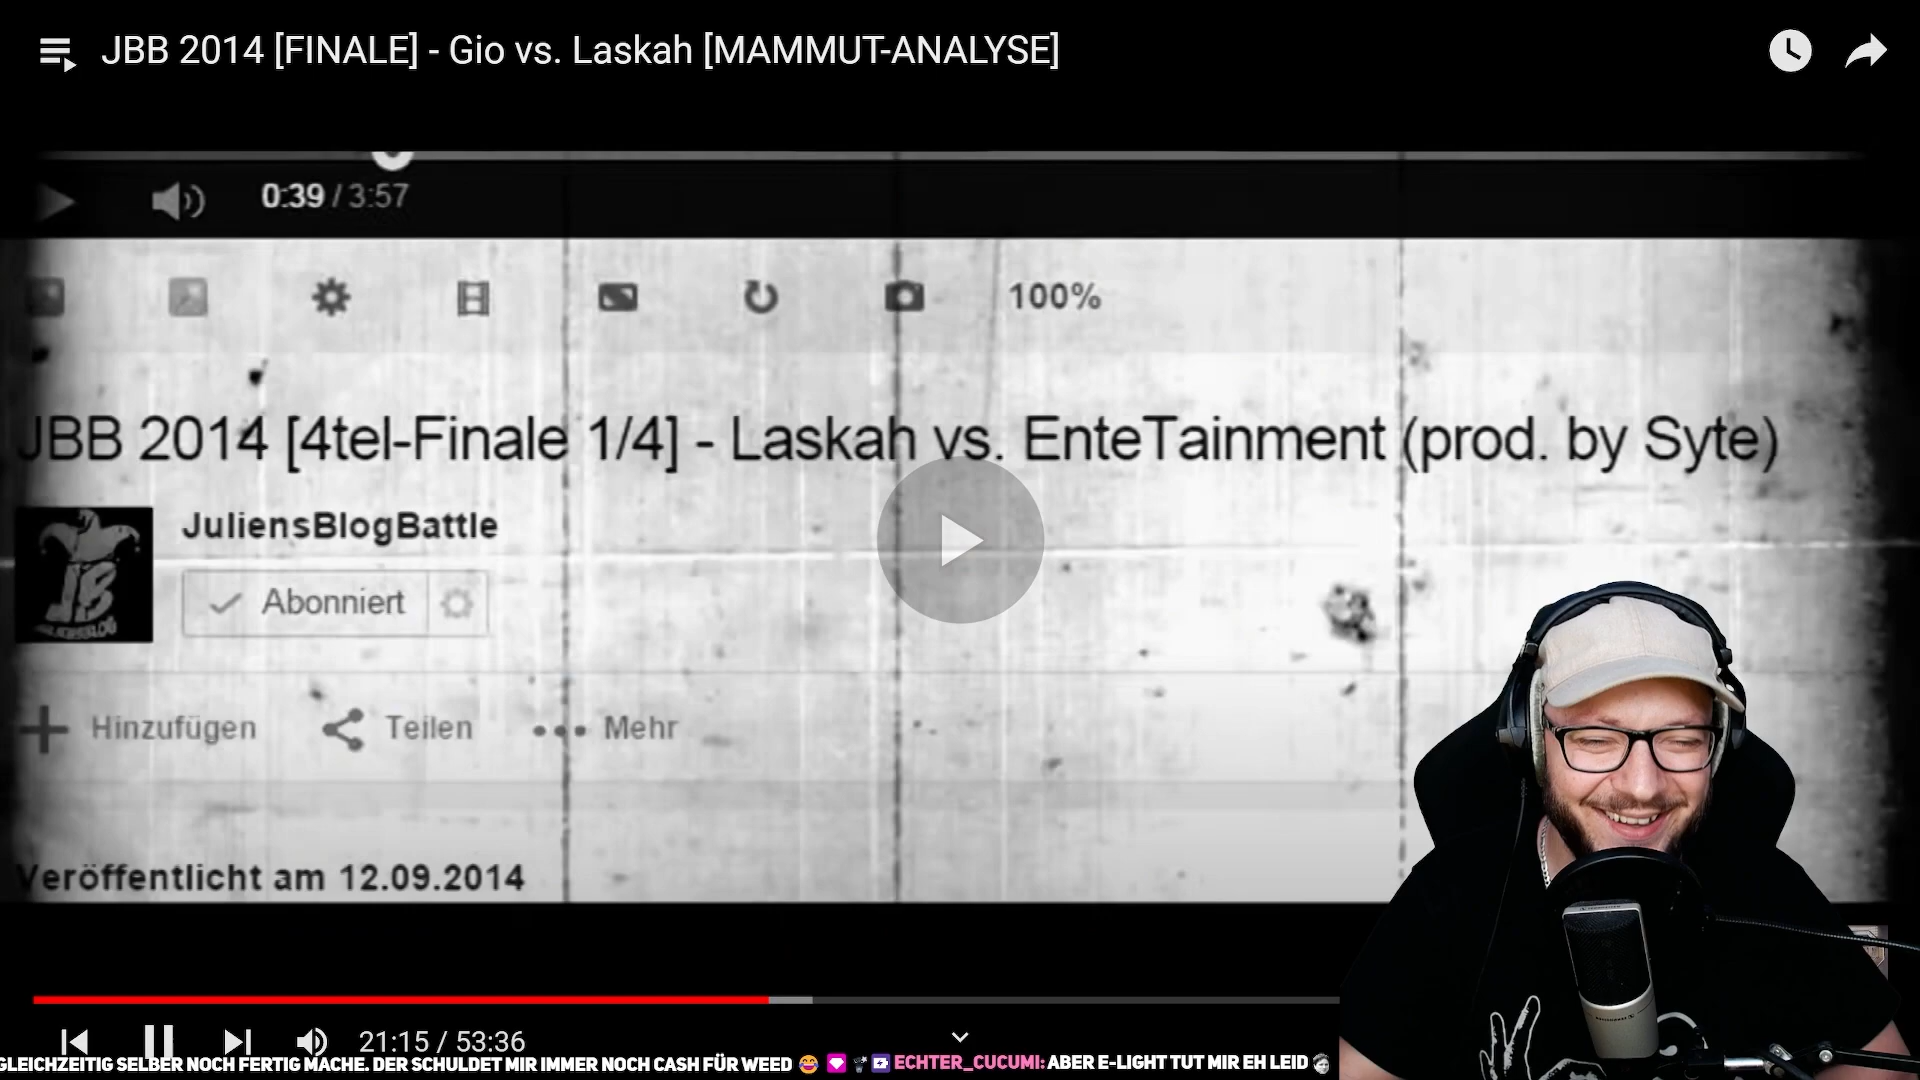 JBB 2014 [FINALE] - Gio vs. Laskah [MAMMUT-ANALYSE]
0:39 / 3:57
100%
JBB 2014 [4tel-Finale 1/4] - Laskah vs. EnteTainment (prod. by Syte)
JB
JuliensBlogBattle
Abonniert
Hinzufügen Teilen Mehr
Veröffentlicht am 12.09.2014
21:15 / 53:36
GLEICHZEITIG SELBER NOCH FERTIG MACHE. DER SCHULDET MIR IMMER NOCH CASH FÜR WEED 😂 ECHTER_CUCUMI: ABER E-LIGHT TUT MIR EH LEID